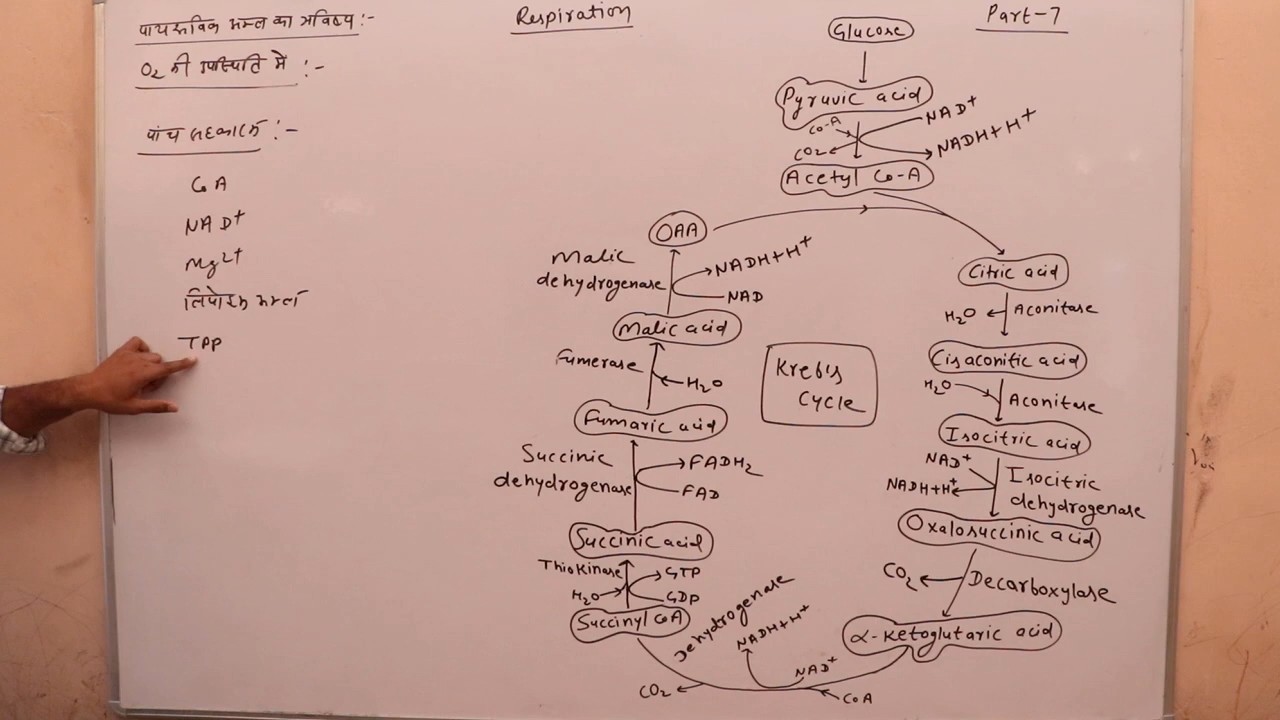 पायरूविक अम्ल का भविष्य :-
O₂ की उपस्थिति में :-
पांच सहकारक :-
CoA
NAD⁺
Mg²⁺
लिपोइक अम्ल
TPP
Respiration
Part-7
Glucose
Pyruvic acid
Co-A
NAD⁺
CO₂
NADH+H⁺
Acetyl Co-A
OAA
Malic
dehydrogenase
NADH+H⁺
NAD
Malic acid
Fumerase
H₂O
Fumaric acid
Succinic
dehydrogenase
FADH₂
FAD
Succinic acid
Thiokinase
GTP
H₂O
GDP
Succinyl CoA
Kreb's
Cycle
Citric acid
H₂O
Aconitase
Cisaconitic acid
H₂O
Aconitase
Isocitric acid
NAD⁺
NADH+H⁺
Isocitric
dehydrogenase
Oxalosuccinic acid
CO₂
Decarboxylase
α-Ketoglutaric acid
Dehydrogenase
NADH+H⁺
NAD⁺
CO₂
CoA